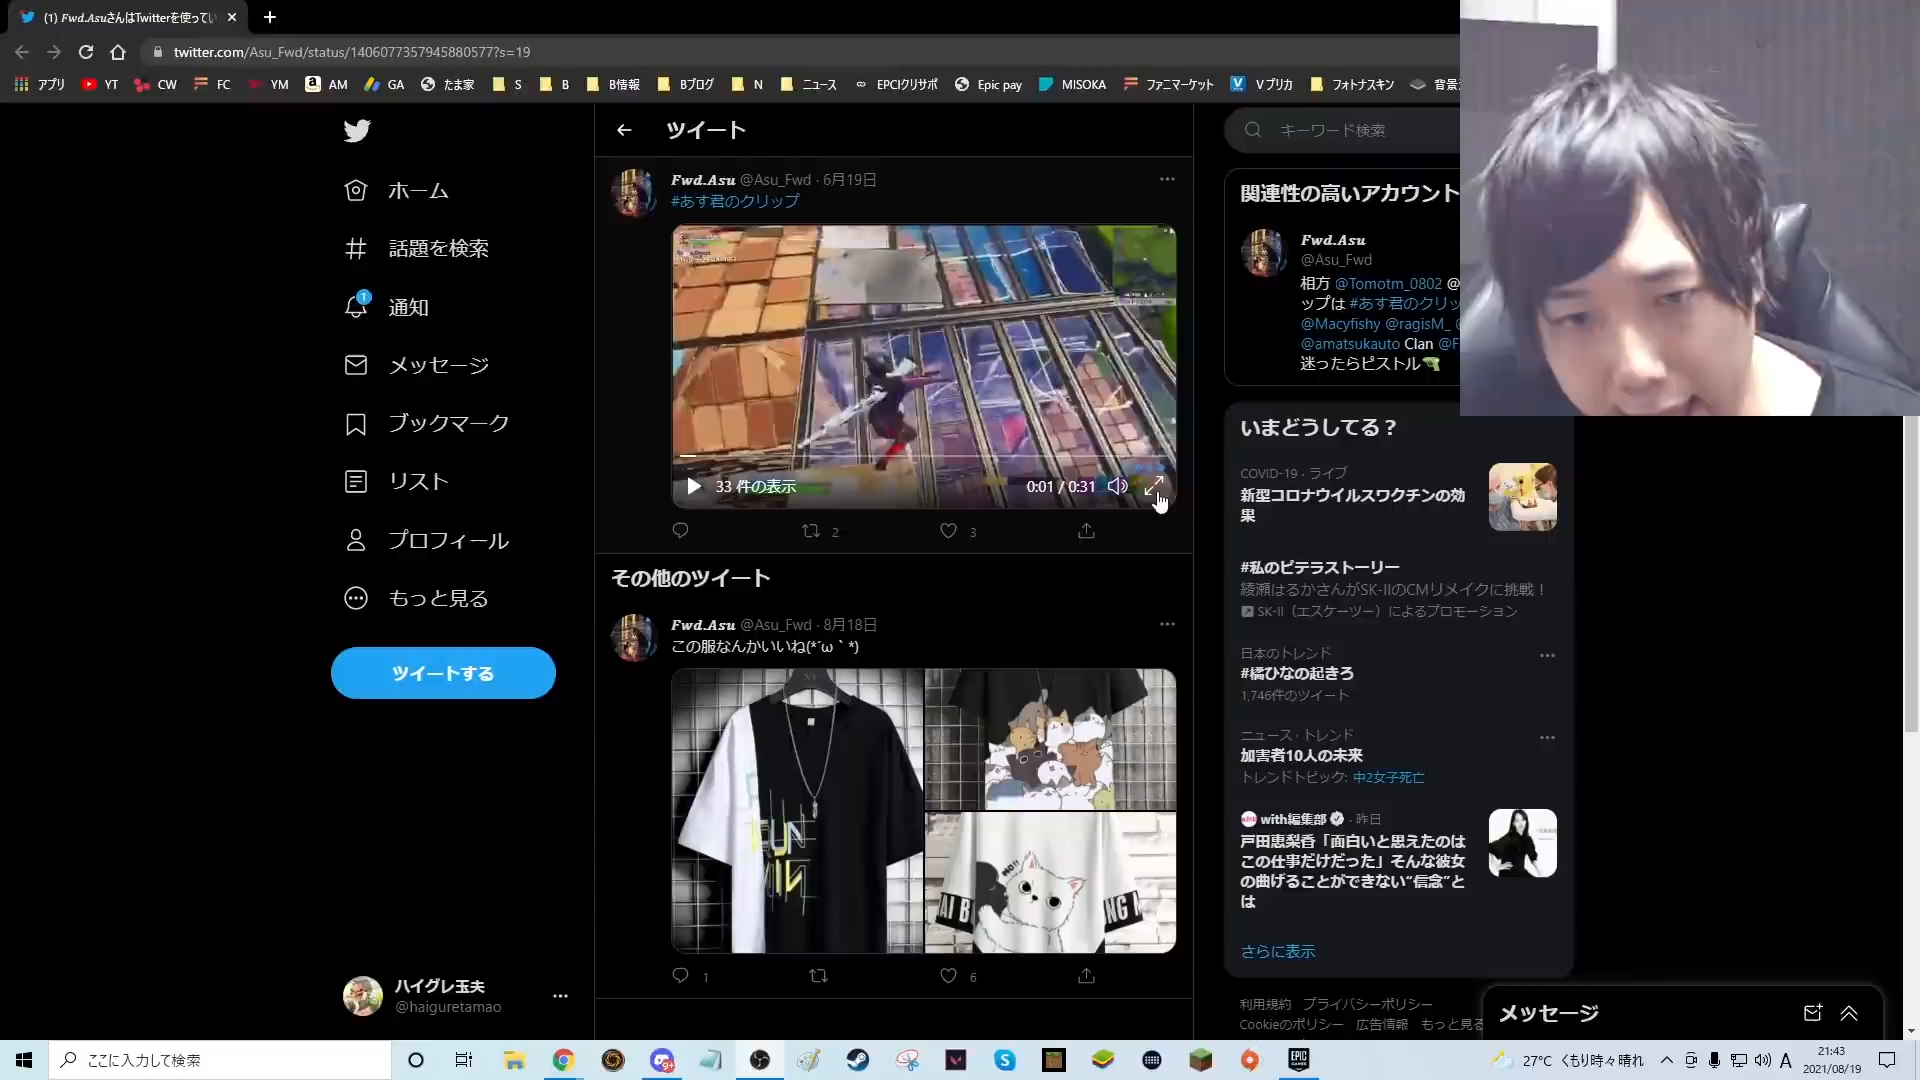 (1) Fwd.AsuさんはTwitterを使ってい
twitter.com/Asu_Fwd/status/1406077357945880577?s=19
アプリ YT CW FC YM AM GA たま家 S B B情報 Bブログ N ニュース EPCIクリサポ Epic pay MISOKA ファニマーケット Vプリカ フォトナスキン 背景
ツイート
キーワード検索
ホーム
話題を検索
1
通知
メッセージ
ブックマーク
リスト
プロフィール
もっと見る
ツイートする
ハイグレ玉夫
@haiguretamao
Fwd.Asu @Asu_Fwd · 6月19日
#あす君のクリップ
33 件の表示
0:01 / 0:31
2
3
その他のツイート
Fwd.Asu @Asu_Fwd · 8月18日
この服なんかいいね(*´ω｀*)
NO!!
1
6
関連性の高いアカウント
Fwd.Asu
@Asu_Fwd
相方 @Tomotm_0802 @
ップは #あす君のクリッ
@Macyfishy @ragisM_
@amatsukauto Clan @F
迷ったらピストル
いまどうしてる？
COVID-19 · ライブ
新型コロナウイルスワクチンの効
果
#私のピテラストーリー
綾瀬はるかさんがSK-IIのCMリメイクに挑戦！
SK-II（エスケーツー）によるプロモーション
日本のトレンド
#橘ひなの起きろ
1,746件のツイート
ニュース · トレンド
加害者10人の未来
トレンドトピック: 中2女子死亡
with編集部 · 昨日
戸田恵梨香「面白いと思えたのは
この仕事だけだった」そんな彼女
の曲げることができない“信念”と
は
さらに表示
利用規約 プライバシーポリシー
Cookieのポリシー 広告情報 もっと見る
メッセージ
ここに入力して検索
9+
EPIC GAMES
27°C くもり時々晴れ
A
21:43
2021/08/19